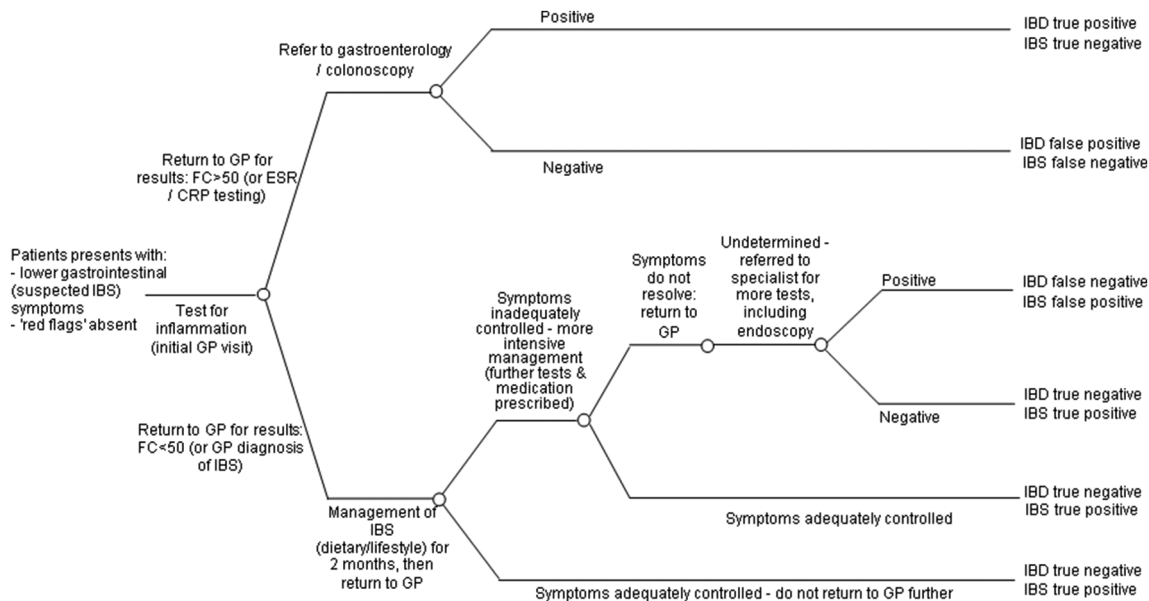 Positive
IBD true positive
IBS true negative
Refer to gastroenterology
/ colonoscopy
Negative
IBD false positive
IBS false negative
Return to GP for
results: FC>50 (or ESR
/ CRP testing)
Patients presents with:
- lower gastrointestinal
(suspected IBS)
symptoms
- 'red flags' absent
Test for
inflammation
(initial GP visit)
Return to GP for results:
FC<50 (or GP diagnosis
of IBS)
Management of
IBS
(dietary/lifestyle) for
2 months, then
return to GP
Symptoms
inadequately
controlled - more
intensive
management
(further tests &
medication
prescribed)
Symptoms
do not
resolve:
return to
GP
Undetermined -
referred to
specialist for
more tests,
including
endoscopy
Positive
IBD false negative
IBS false positive
Negative
IBD true negative
IBS true positive
Symptoms adequately controlled
IBD true negative
IBS true positive
Symptoms adequately controlled - do not return to GP further
IBD true negative
IBS true positive